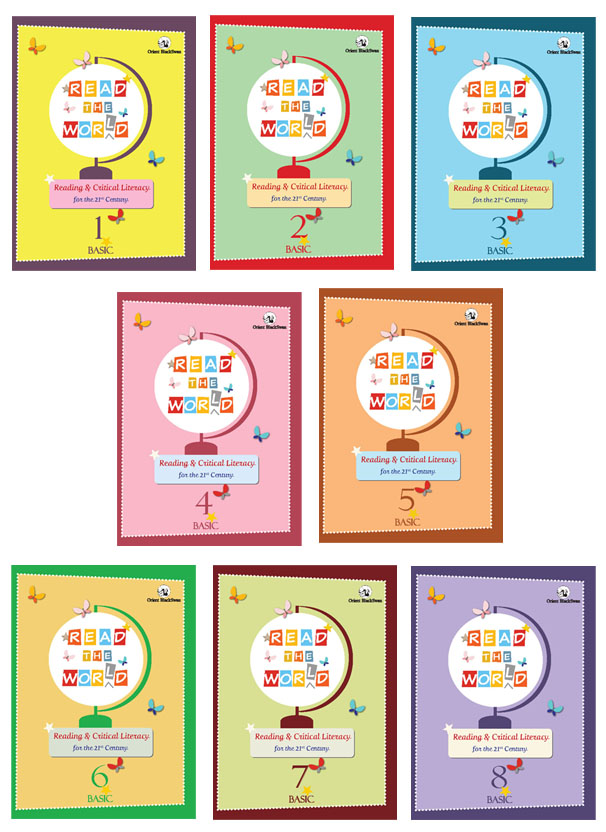 Orient BlackSwan
READ
THE
WORLD
Reading & Critical Literacy
for the 21st Century
1
BASIC
Orient BlackSwan
READ
THE
WORLD
Reading & Critical Literacy
for the 21st Century
2
BASIC
Orient BlackSwan
READ
THE
WORLD
Reading & Critical Literacy
for the 21st Century
3
BASIC
Orient BlackSwan
READ
THE
WORLD
Reading & Critical Literacy
for the 21st Century
4
BASIC
Orient BlackSwan
READ
THE
WORLD
Reading & Critical Literacy
for the 21st Century
5
BASIC
Orient BlackSwan
READ
THE
WORLD
Reading & Critical Literacy
for the 21st Century
6
BASIC
Orient BlackSwan
READ
THE
WORLD
Reading & Critical Literacy
for the 21st Century
7
BASIC
Orient BlackSwan
READ
THE
WORLD
Reading & Critical Literacy
for the 21st Century
8
BASIC